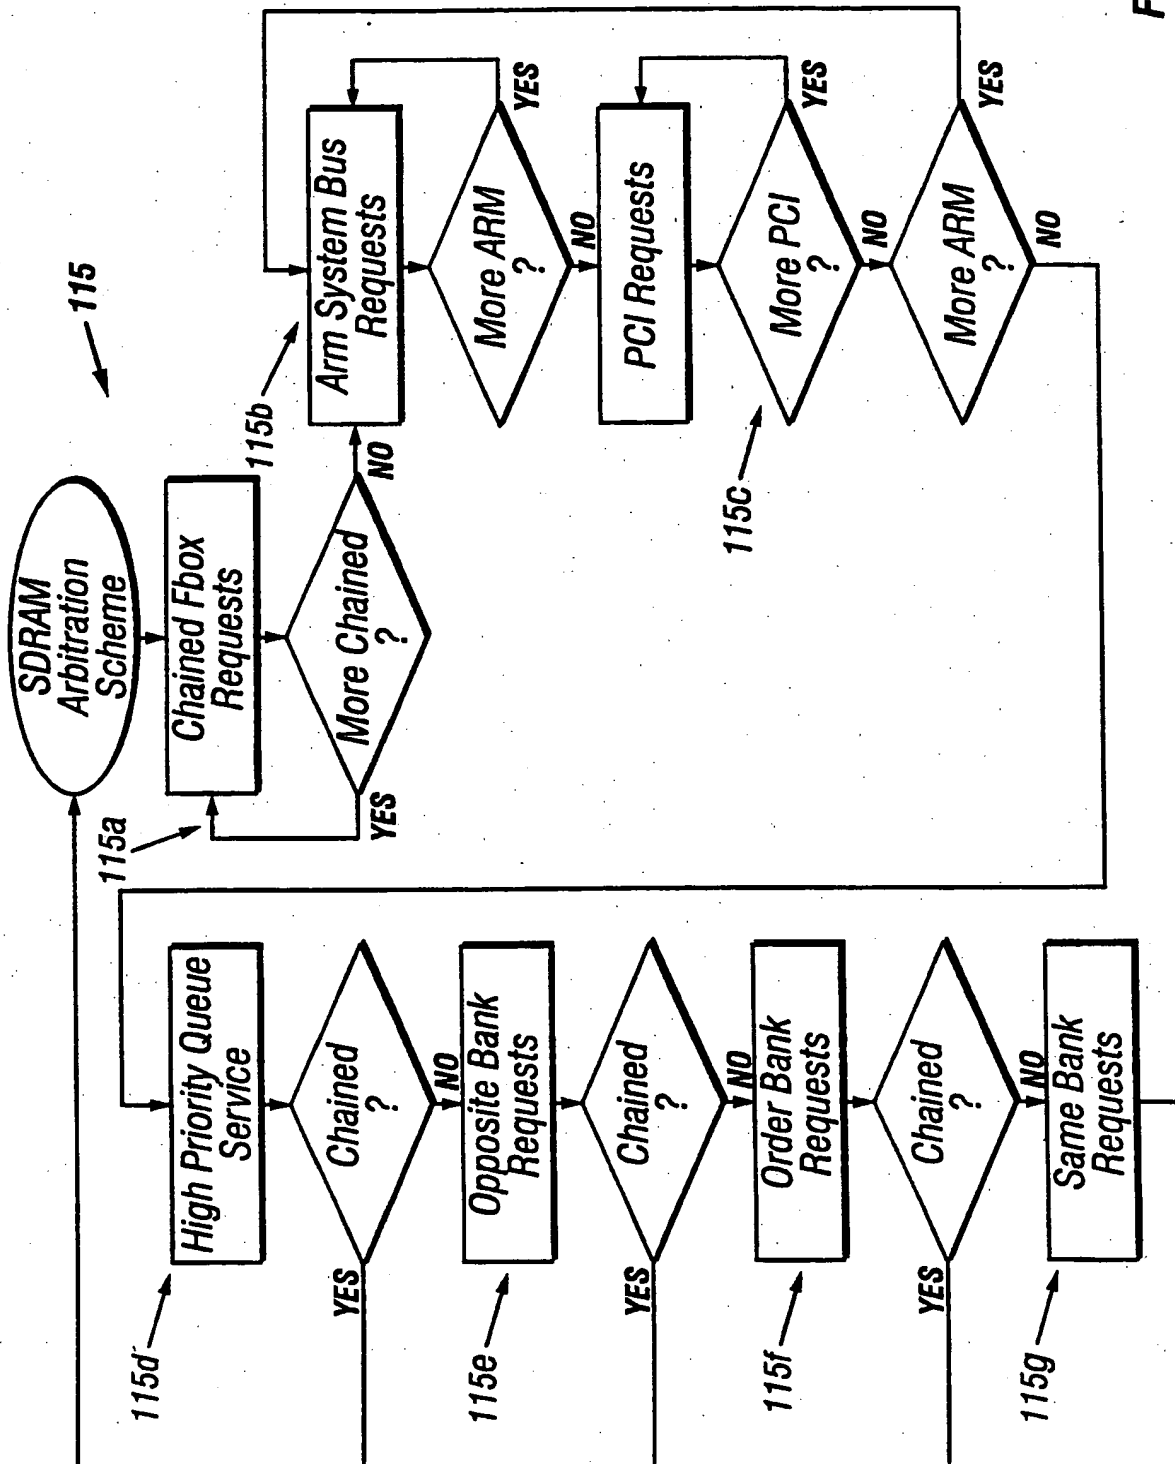 115
SDRAM
Arbitration
Scheme
115a
Chained Fbox
Requests
More Chained
?
YES
NO
115b
Arm System Bus
Requests
More ARM
?
YES
NO
PCI Requests
115c
More PCI
?
YES
NO
More ARM
?
YES
NO
115d
High Priority Queue
Service
Chained
?
YES
NO
115e
Opposite Bank
Requests
Chained
?
YES
NO
115f
Order Bank
Requests
Chained
?
YES
NO
115g
Same Bank
Requests
F